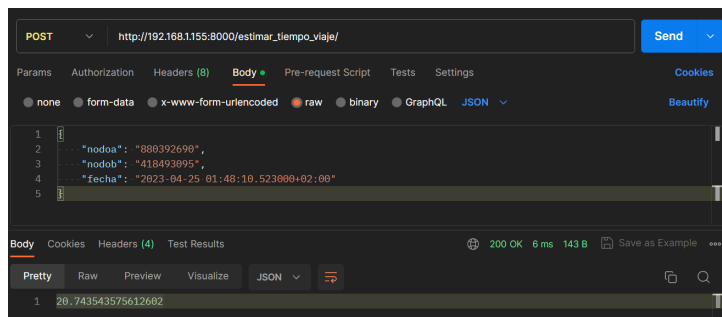 POST http://192.168.1.155:8000/estimar_tiempo_viaje/ Send
Params Authorization Headers (8) Body Pre-request Script Tests Settings Cookies
none form-data x-www-form-urlencoded raw binary GraphQL JSON Beautify
1 {
2 "nodoa": "880392690",
3 "nodob": "418493095",
4 "fecha": "2023-04-25 01:48:10.523000+02:00"
5 }
Body Cookies Headers (4) Test Results 200 OK 6 ms 143 B Save as Example
Pretty Raw Preview Visualize JSON
1 20.743543575612602